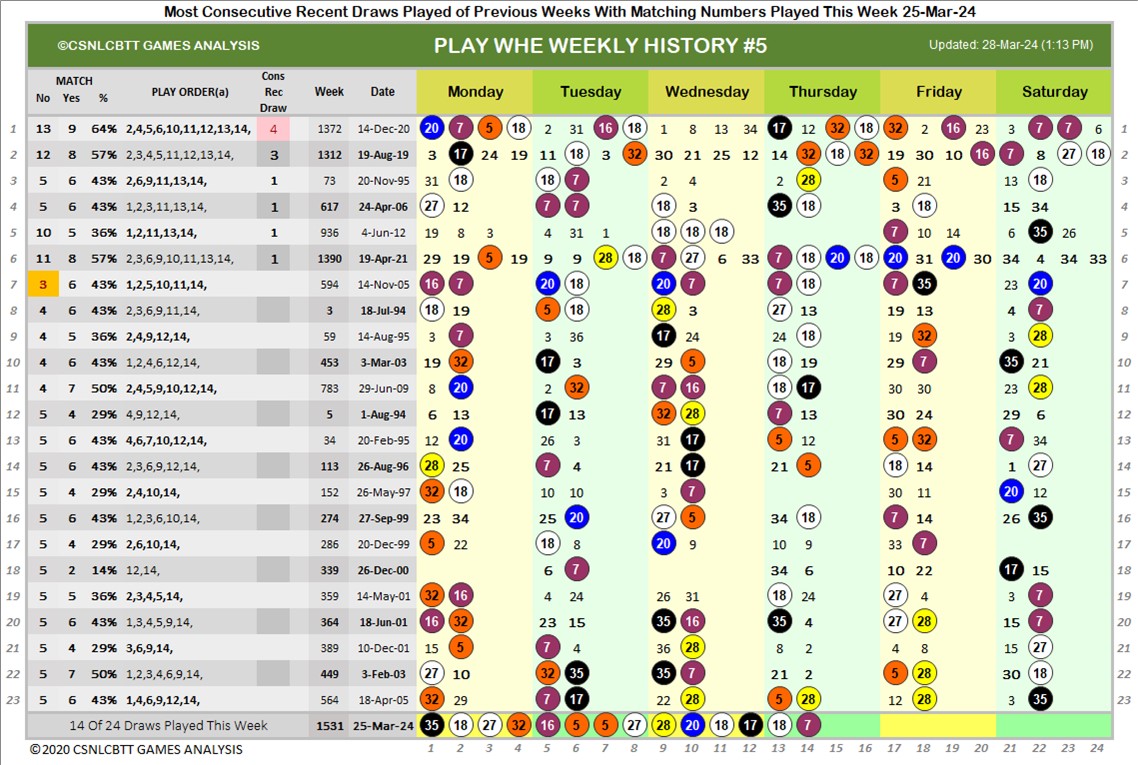 Most Consecutive Recent Draws Played of Previous Weeks With Matching Numbers Played This Week 25-Mar-24
©CSNLCBTT GAMES ANALYSIS PLAY WHE WEEKLY HISTORY #5 Updated: 28-Mar-24 (1:13 PM)
No MATCH Yes % PLAY ORDER(a) Cons Rec Draw Week Date Monday Tuesday Wednesday Thursday Friday Saturday
1 13 9 64% 2,4,5,6,10,11,12,13,14, 4 1372 14-Dec-20 20 7 5 18 2 31 7 18 1 8 13 34 17 12 15 18 32 2 16 23 3 7 7 6 1
2 12 8 57% 2,3,4,5,11,12,13,14, 3 1312 19-Aug-19 3 17 24 19 11 18 3 32 30 21 25 12 14 32 18 32 19 30 10 16 7 8 27 18 2
3 5 6 43% 2,6,9,11,13,14, 1 73 20-Nov-95 31 18 18 7 2 4 2 28 5 21 13 18 3
4 5 6 43% 1,2,3,11,13,14, 1 617 24-Apr-06 27 12 7 7 18 3 35 18 3 18 15 34 4
5 10 5 36% 1,2,11,13,14, 1 936 4-Jun-12 19 8 3 4 31 1 18 18 18 7 10 14 6 35 26 5
6 11 8 57% 2,3,6,9,10,11,13,14, 1 1390 19-Apr-21 29 19 5 19 9 9 28 18 7 27 6 33 7 18 20 18 20 31 20 30 34 4 34 33 6
7 3 6 43% 1,2,5,10,11,14, 594 14-Nov-05 16 7 20 18 20 7 7 18 7 35 23 20 7
8 4 6 43% 2,3,6,9,11,14, 3 18-Jul-94 18 19 5 18 28 3 27 13 19 13 4 7 8
9 4 5 36% 2,4,9,12,14, 59 14-Aug-95 3 7 3 36 17 24 24 18 19 32 3 28 9
10 4 6 43% 1,2,4,6,12,14, 453 3-Mar-03 19 32 17 3 29 5 18 19 29 7 35 21 10
11 4 7 50% 2,4,5,9,10,12,14, 783 29-Jun-09 8 20 2 32 7 16 18 17 30 30 23 28 11
12 5 4 29% 4,9,12,14, 5 1-Aug-94 6 13 17 13 32 28 7 13 30 24 29 6 12
13 5 6 43% 4,6,7,10,12,14, 34 20-Feb-95 12 20 26 3 31 17 5 12 5 32 7 34 13
14 5 6 43% 2,3,6,9,12,14, 113 26-Aug-96 28 25 7 4 21 17 21 5 18 14 1 27 14
15 5 4 29% 2,4,10,14, 152 26-May-97 32 18 10 10 3 7 30 11 20 12 15
16 5 6 43% 1,2,3,6,10,14, 274 27-Sep-99 23 34 25 20 27 5 34 18 7 14 26 35 16
17 5 4 29% 2,6,10,14, 286 20-Dec-99 5 22 18 8 20 9 10 9 33 7 17
18 5 2 14% 12,14, 339 26-Dec-00 6 7 34 6 10 22 17 15 18
19 5 5 36% 2,3,4,5,14, 359 14-May-01 32 16 4 24 26 31 18 24 27 4 3 7 19
20 5 6 43% 1,3,4,5,9,14, 364 18-Jun-01 16 32 23 15 35 16 35 4 27 28 15 7 20
21 5 4 29% 3,6,9,14, 389 10-Dec-01 15 5 7 4 36 28 8 2 4 8 15 27 21
22 5 7 50% 1,2,3,4,6,9,14, 449 3-Feb-03 27 10 32 35 35 7 21 2 5 28 30 18 22
23 5 6 43% 1,4,6,9,12,14, 564 18-Apr-05 32 29 7 17 22 28 5 28 12 28 3 35 23
14 Of 24 Draws Played This Week 1531 25-Mar-24 35 18 27 32 16 5 5 27 28 20 18 17 18 7
© 2020 CSNLCBTT GAMES ANALYSIS 1 2 3 4 5 6 7 8 9 10 11 12 13 14 15 16 17 18 19 20 21 22 23 24